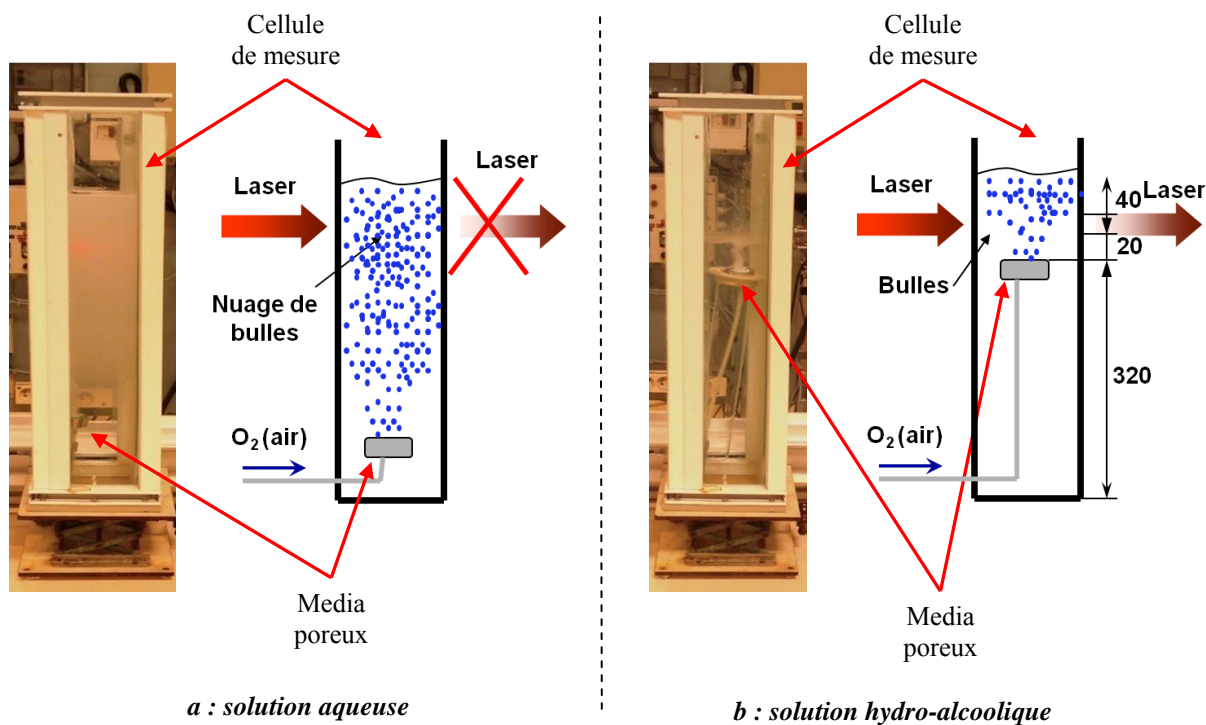 Cellule
de mesure
Laser
Laser
Nuage de
bulles
O₂(air)
Media
poreux
a : solution aqueuse
Cellule
de mesure
Laser
40
Laser
20
Bulles
320
O₂(air)
Media
poreux
b : solution hydro-alcoolique